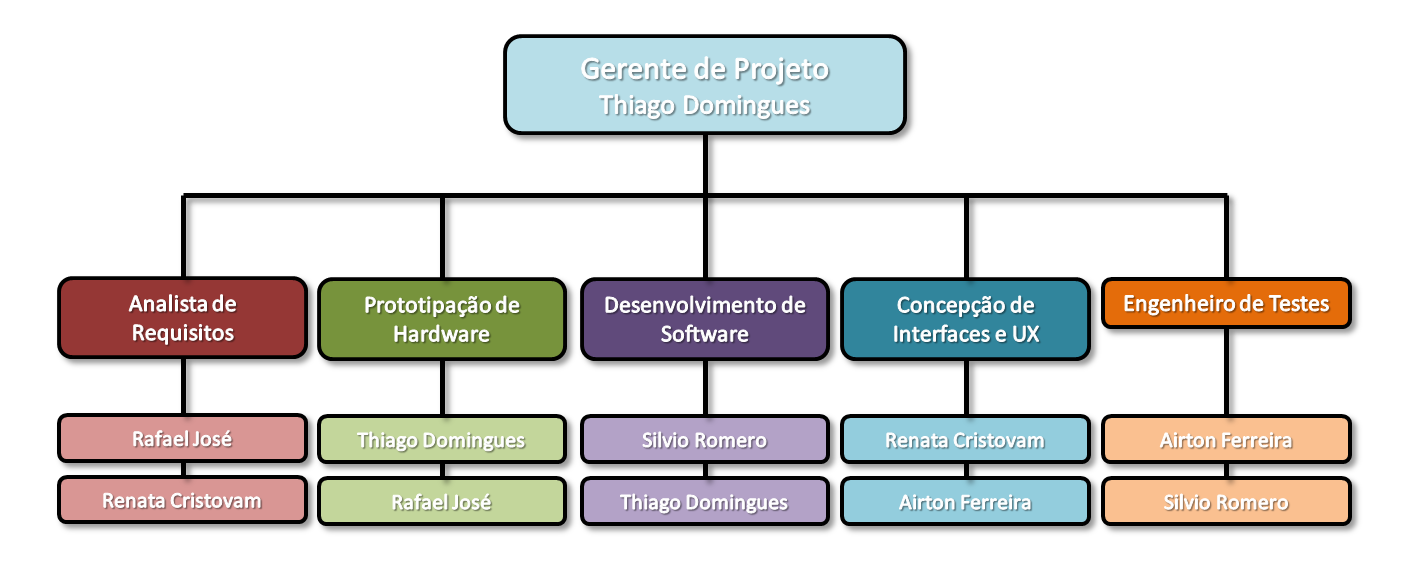 Gerente de Projeto
Thiago Domingues
Analista de
Requisitos
Prototipação de
Hardware
Desenvolvimento de
Software
Concepção de
Interfaces e UX
Engenheiro de Testes
Rafael José
Thiago Domingues
Silvio Romero
Renata Cristovam
Airton Ferreira
Renata Cristovam
Rafael José
Thiago Domingues
Airton Ferreira
Silvio Romero